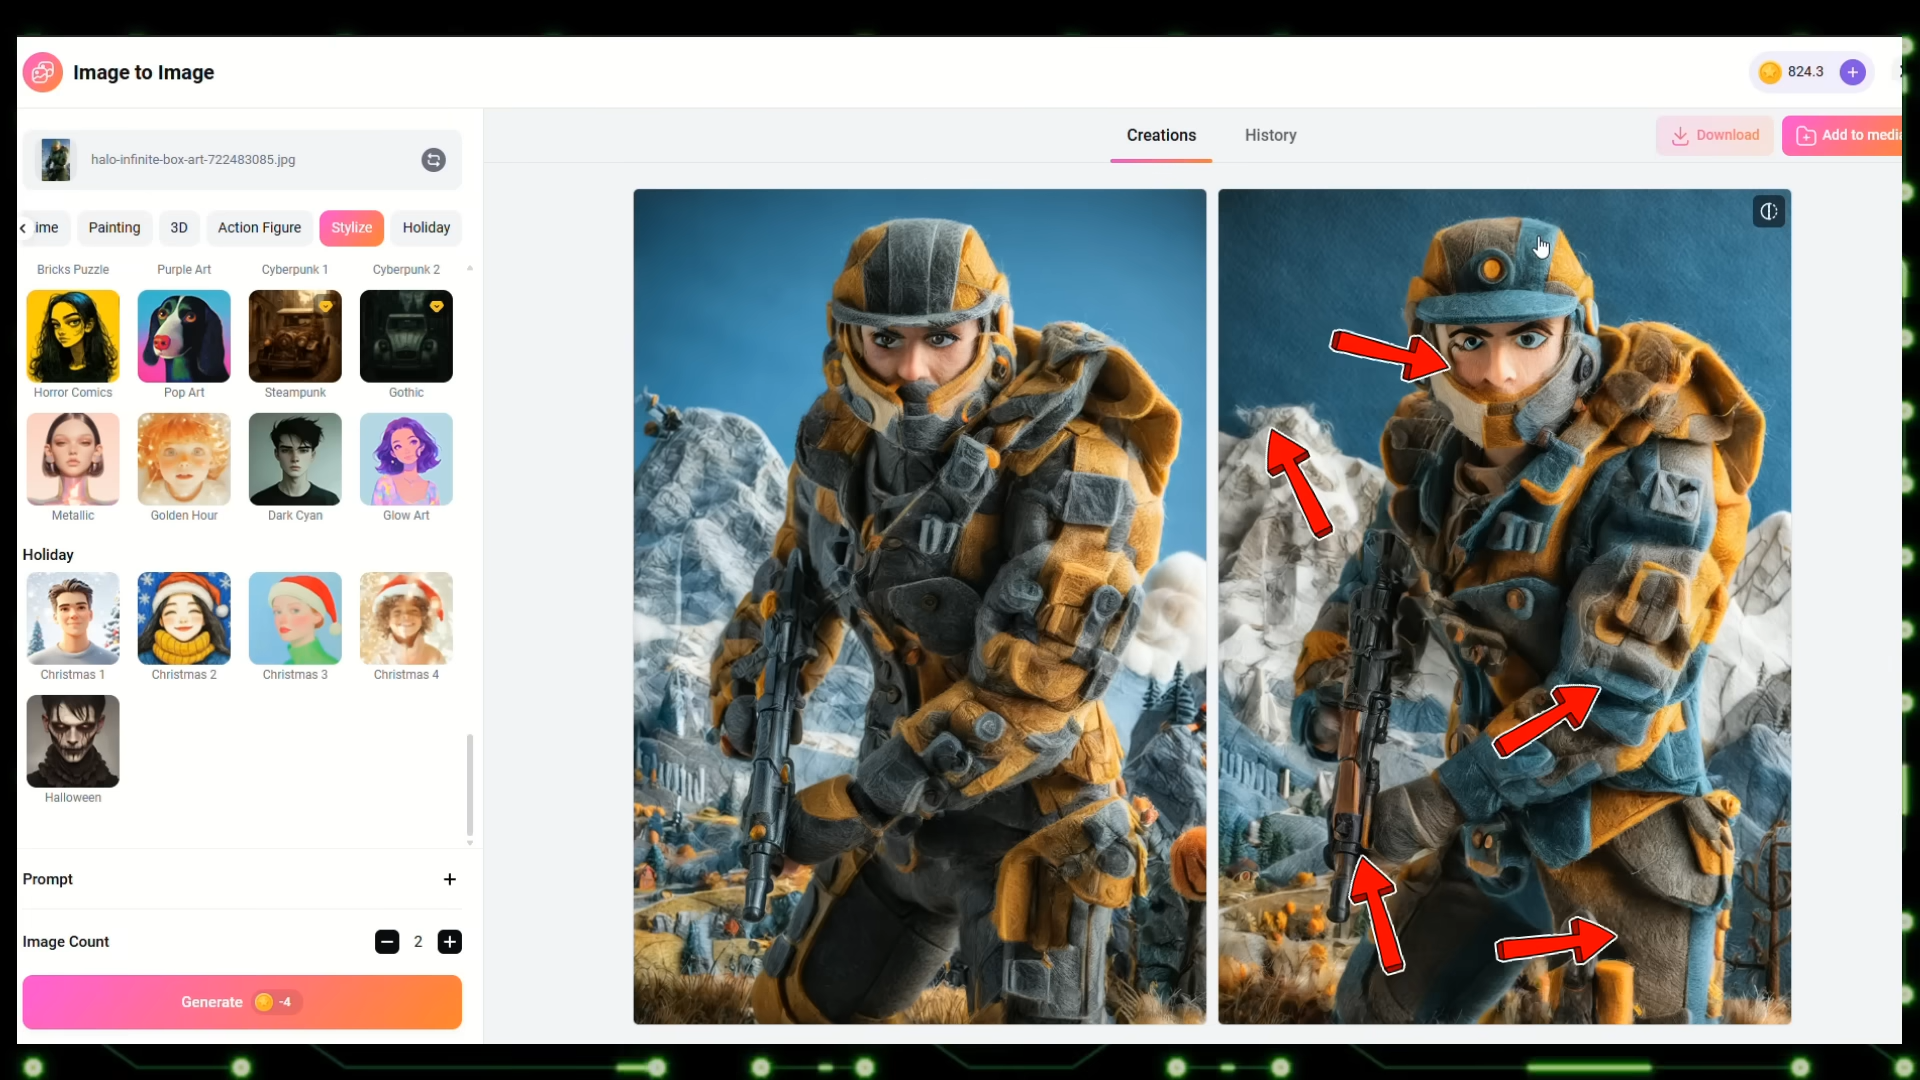 Image to Image
824.3
halo-infinite-box-art-722483085.jpg
Creations
History
Download
Add to media
ime
Painting
3D
Action Figure
Stylize
Holiday
Bricks Puzzle
Purple Art
Cyberpunk 1
Cyberpunk 2
Horror Comics
Pop Art
Steampunk
Gothic
Metallic
Golden Hour
Dark Cyan
Glow Art
Holiday
Christmas 1
Christmas 2
Christmas 3
Christmas 4
Halloween
Prompt
Image Count
2
Generate
-4